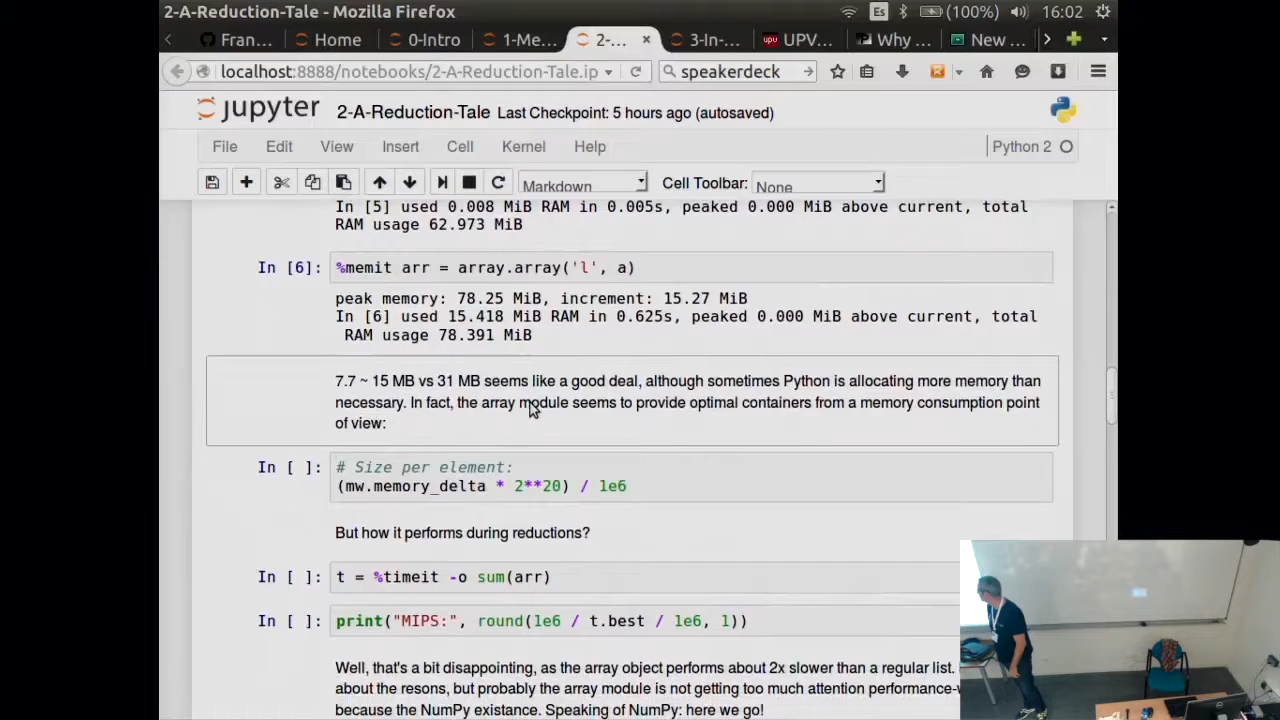 2-A-Reduction-Tale - Mozilla Firefox
Es (100%) 16:02
Fran... Home 0-Intro 1-Me... 2-... 3-In-... upv UPV... Why ... New ...
localhost:8888/notebooks/2-A-Reduction-Tale.ip speakerdeck
jupyter 2-A-Reduction-Tale Last Checkpoint: 5 hours ago (autosaved)
File Edit View Insert Cell Kernel Help Python 2
Markdown Cell Toolbar: None
In [5] used 0.008 MiB RAM in 0.005s, peaked 0.000 MiB above current, total
RAM usage 62.973 MiB
In [6]: %memit arr = array.array('l', a)
peak memory: 78.25 MiB, increment: 15.27 MiB
In [6] used 15.418 MiB RAM in 0.625s, peaked 0.000 MiB above current, total
RAM usage 78.391 MiB
7.7 ~ 15 MB vs 31 MB seems like a good deal, although sometimes Python is allocating more memory than
necessary. In fact, the array module seems to provide optimal containers from a memory consumption point
of view:
In [ ]: # Size per element:
(mw.memory_delta * 2**20) / 1e6
But how it performs during reductions?
In [ ]: t = %timeit -o sum(arr)
In [ ]: print("MIPS:", round(1e6 / t.best / 1e6, 1))
Well, that's a bit disappointing, as the array object performs about 2x slower than a regular list.
about the resons, but probably the array module is not getting too much attention performance-
because the NumPy existance. Speaking of NumPy: here we go!